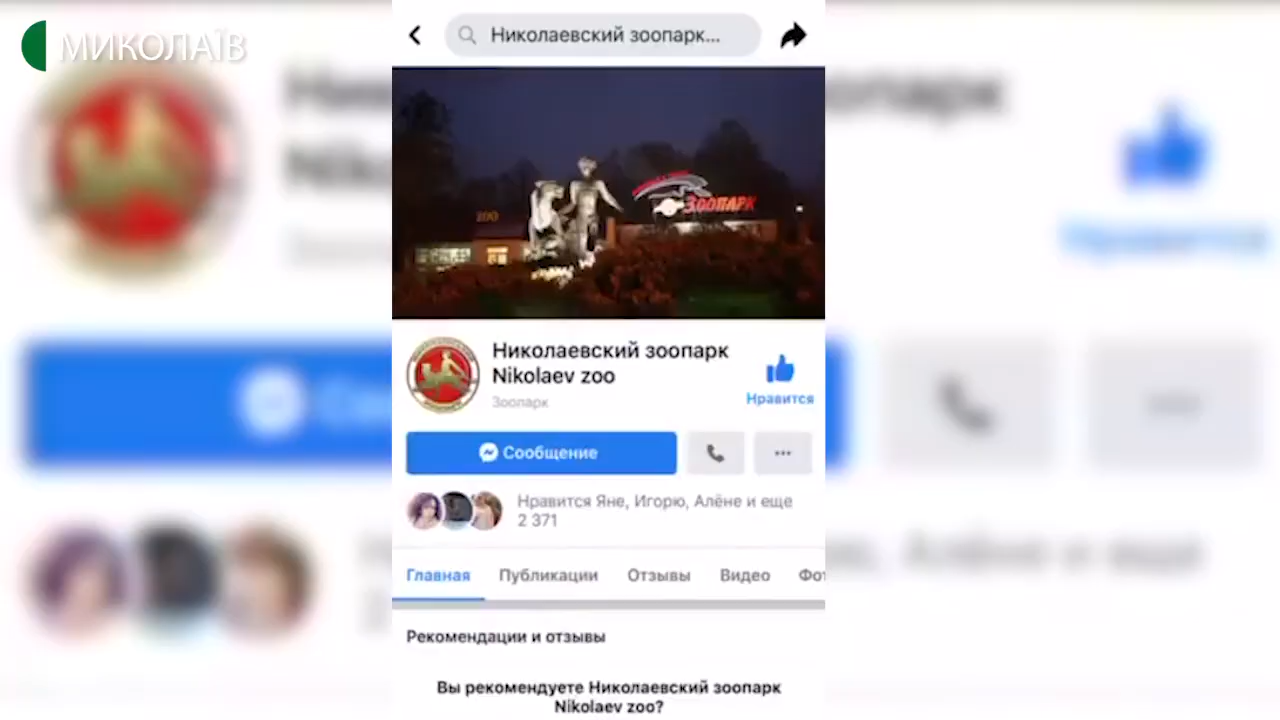 МИКОЛАЇВ
Николаевский зоопарк...
ZOO
ЗООПАРК
Николаевский зоопарк
Nikolaev zoo
Зоопарк
Нравится
Сообщение
Нравится Яне, Игорю, Алёне и еще
2 371
Главная Публикации Отзывы Видео Фот
Рекомендации и отзывы
Вы рекомендуете Николаевский зоопарк
Nikolaev zoo?